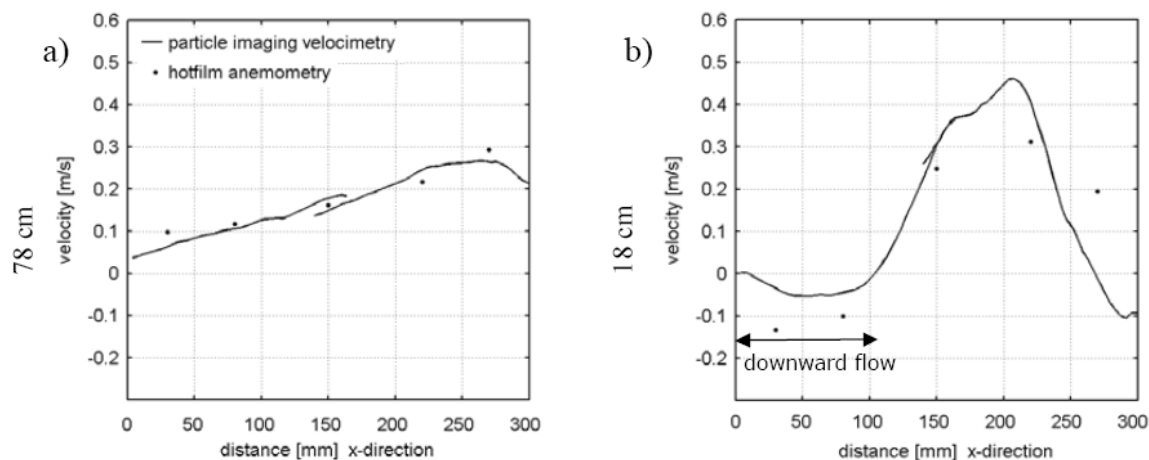 a)
78 cm
velocity [m/s]
0.6
0.5
0.4
0.3
0.2
0.1
0
-0.1
-0.2
particle imaging velocimetry
hotfilm anemometry
0 50 100 150 200 250 300
distance [mm] x-direction
b)
18 cm
velocity [m/s]
0.6
0.5
0.4
0.3
0.2
0.1
0
-0.1
-0.2
downward flow
0 50 100 150 200 250 300
distance [mm] x-direction